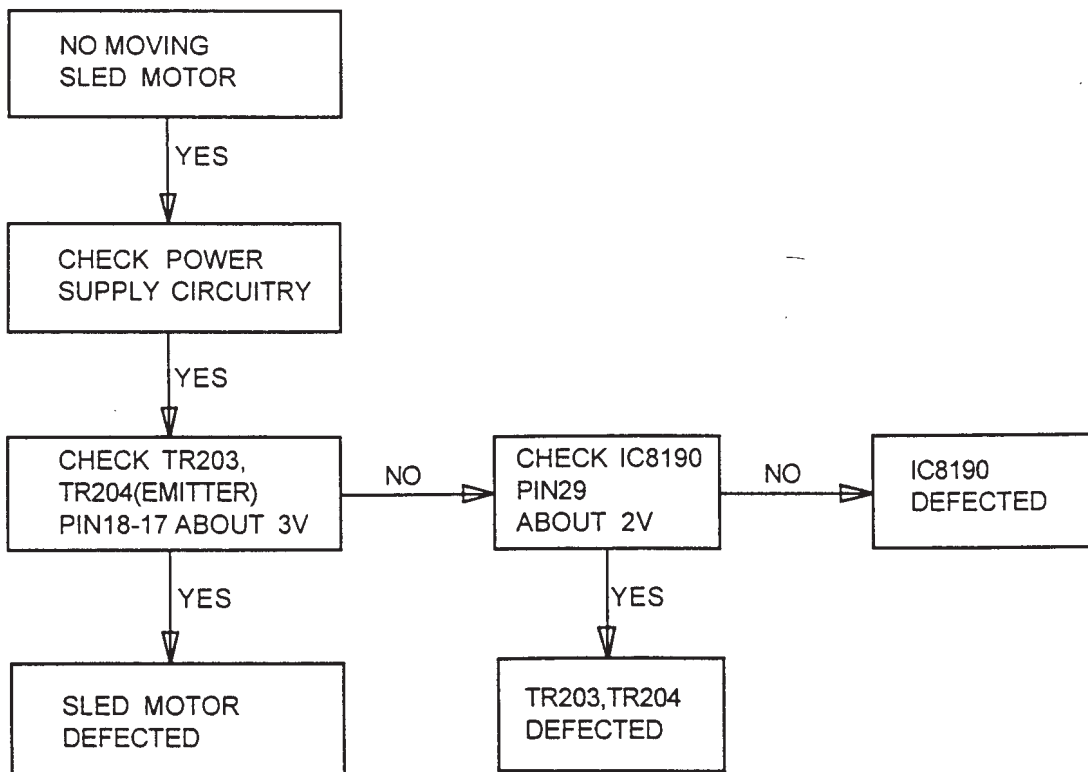 NO MOVING
SLED MOTOR
YES
CHECK POWER
SUPPLY CIRCUITRY
YES
CHECK TR203,
TR204(EMITTER)
PIN18-17 ABOUT 3V
NO
CHECK IC8190
PIN29
ABOUT 2V
NO
IC8190
DEFECTED
YES
YES
SLED MOTOR
DEFECTED
TR203,TR204
DEFECTED